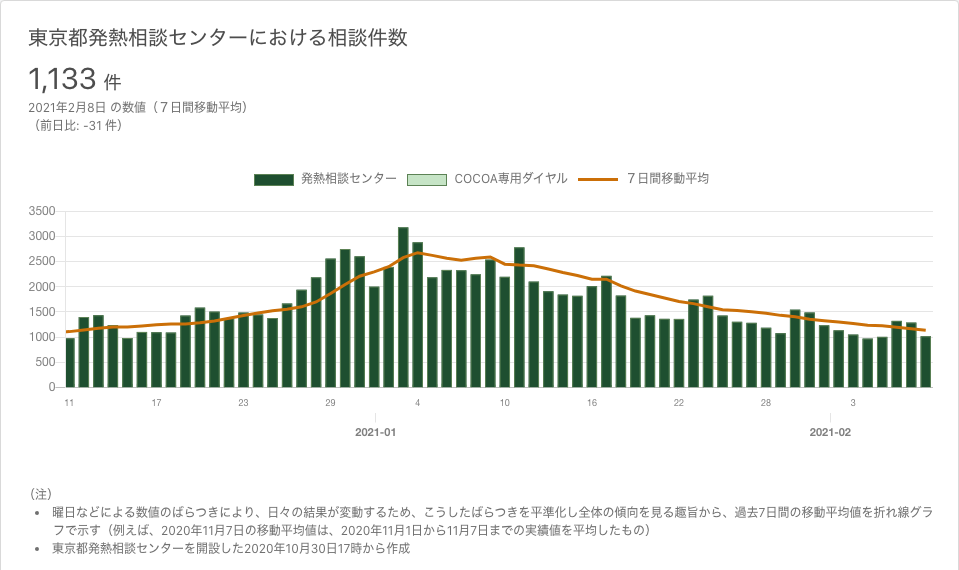 東京都発熱相談センターにおける相談件数
1,133 件
2021年2月8日 の数値（７日間移動平均）
（前日比: -31 件）
発熱相談センター COCOA専用ダイヤル ７日間移動平均
3500
3000
2500
2000
1500
1000
500
0
11 17 23 29 4 10 16 22 28 3
2021-01 2021-02
（注）
• 曜日などによる数値のばらつきにより、日々の結果が変動するため、こうしたばらつきを平準化し全体の傾向を見る趣旨から、過去7日間の移動平均値を折れ線グラ
フで示す（例えば、2020年11月7日の移動平均値は、2020年11月1日から11月7日までの実績値を平均したもの）
• 東京都発熱相談センターを開設した2020年10月30日17時から作成